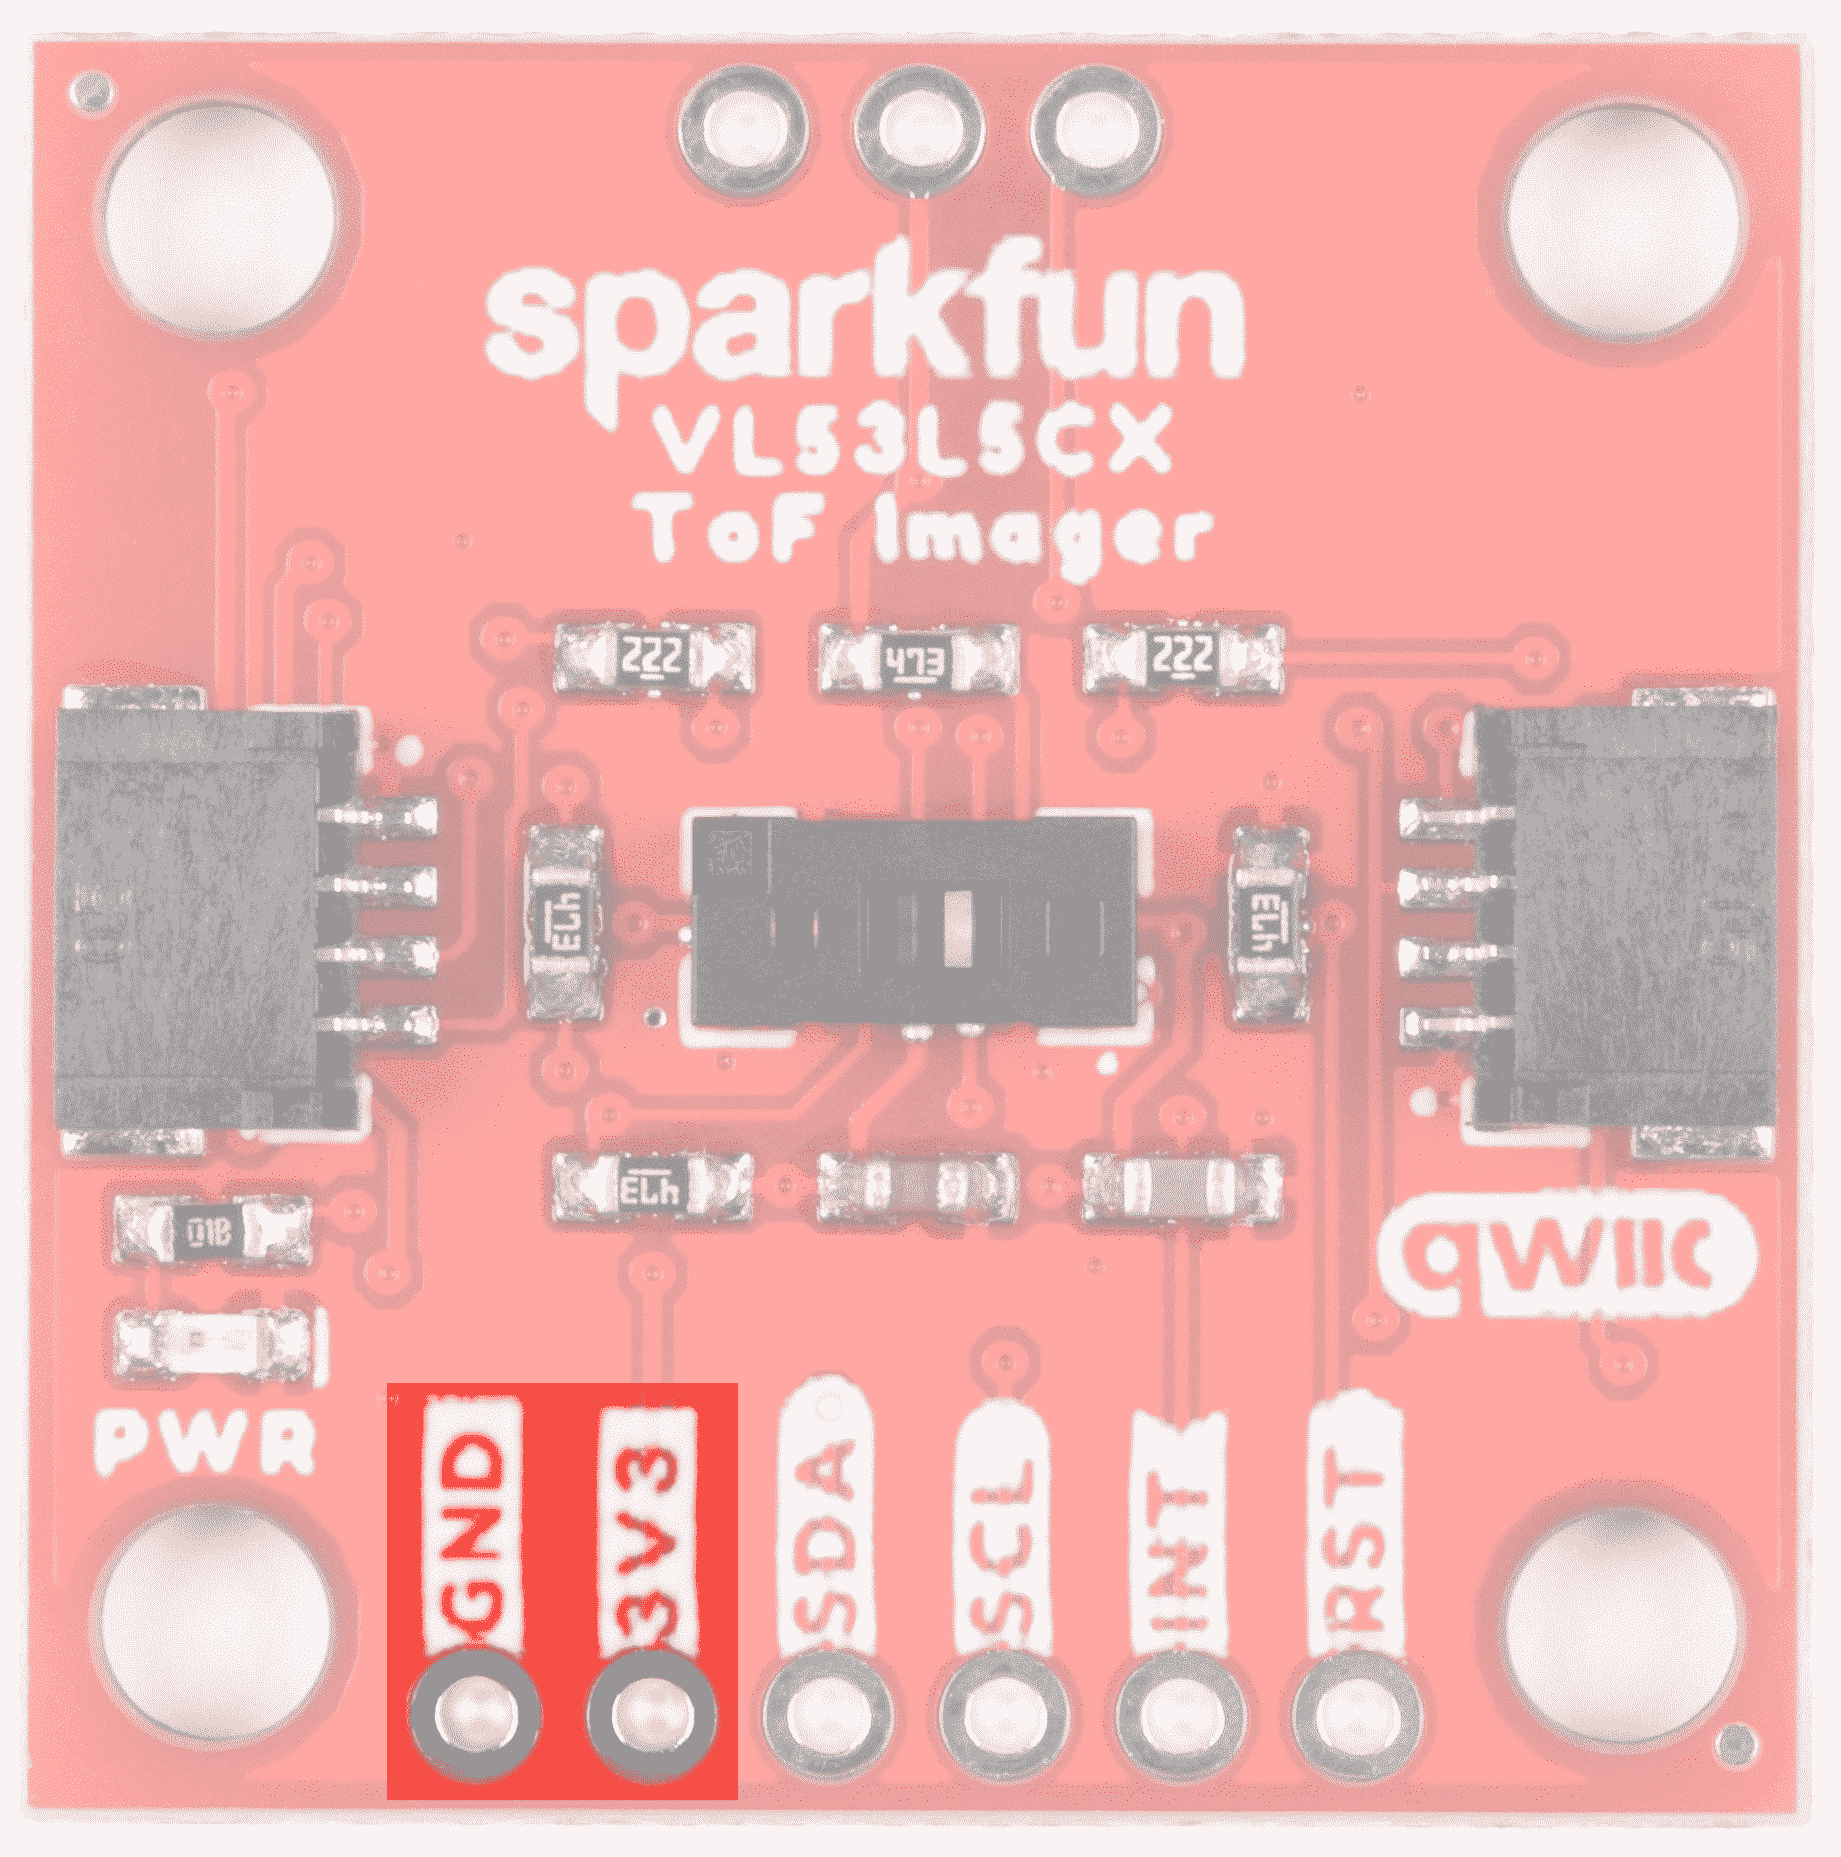 sparkfun
VL53L5CX
ToF Imager
222 473 222
473 473
473
01B
qwiic
PWR
GND 3V3 SDA SCL INT RST